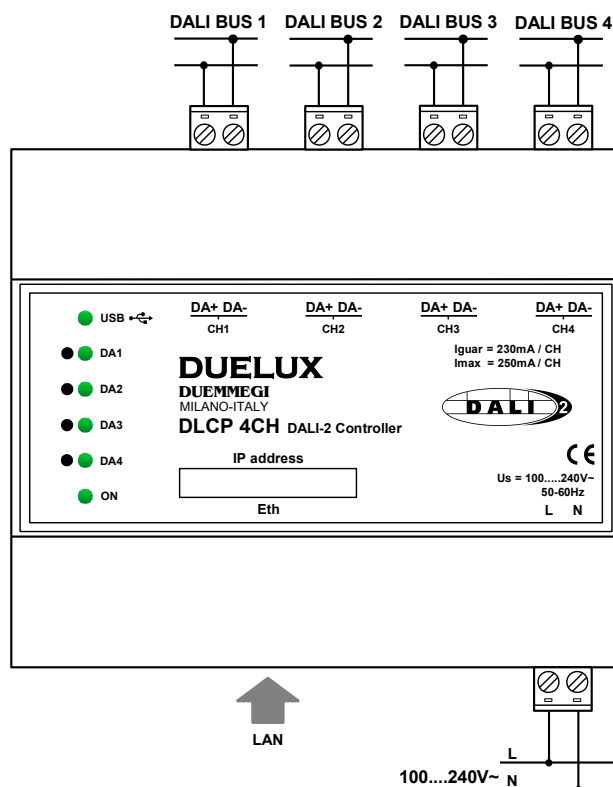 DALI BUS 1 DALI BUS 2 DALI BUS 3 DALI BUS 4
USB
DA1
DA2
DA3
DA4
ON
DA+ DA-
CH1
DA+ DA-
CH2
DA+ DA-
CH3
DA+ DA-
CH4
DUELUX
DUEMMEGI
MILANO-ITALY
DLCP 4CH DALI-2 Controller
IP address
Eth
Iguar = 230mA / CH
Imax = 250mA / CH
DALI 2
CE
Us = 100.....240V~
50-60Hz
L N
LAN
L
100....240V~ N